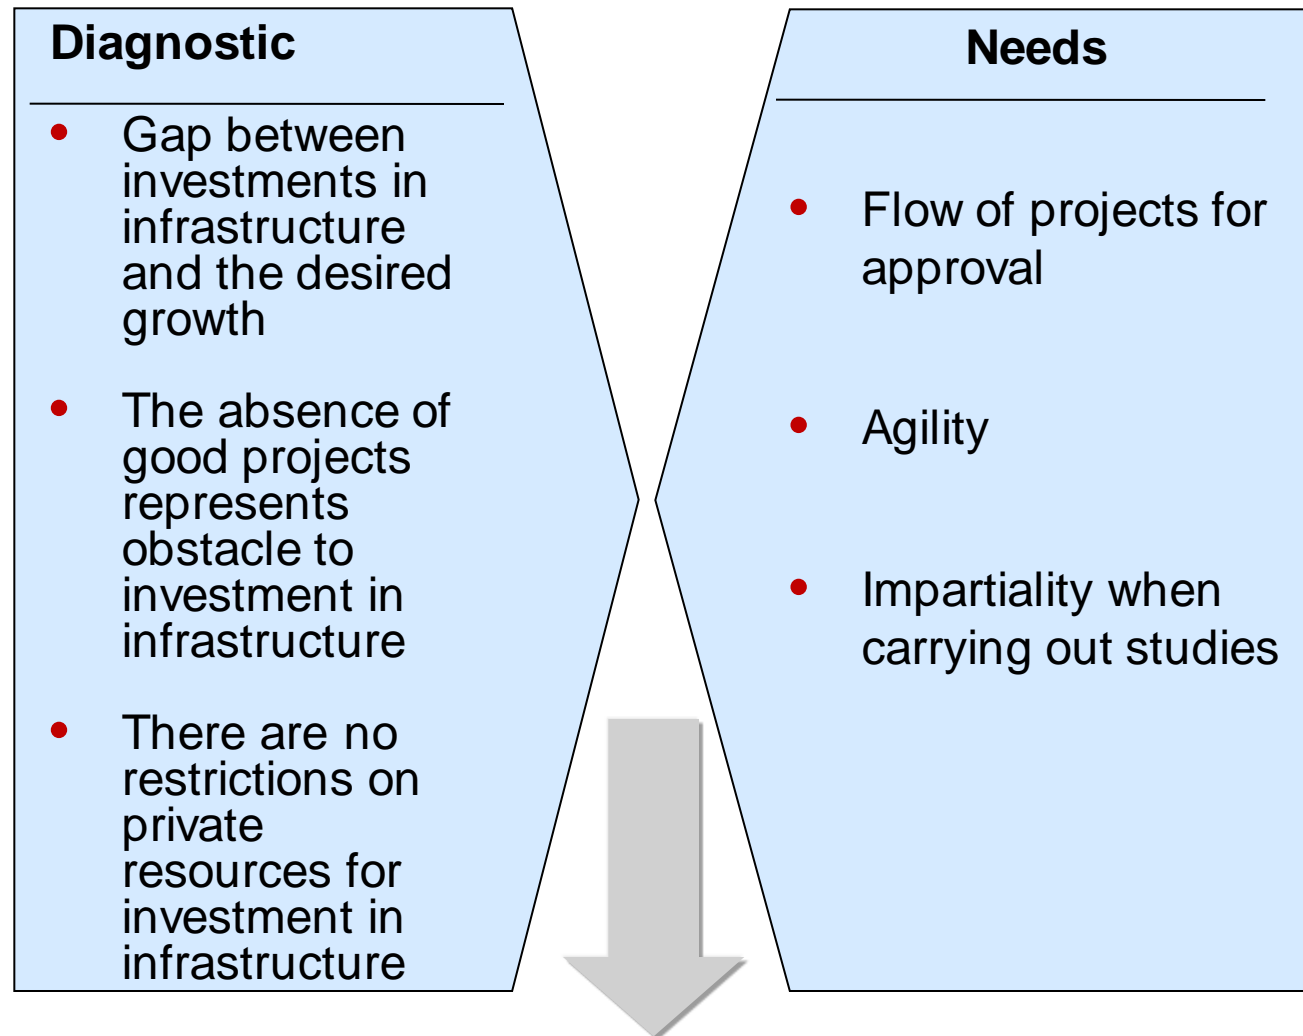 Diagnostic
• Gap between
investments in
infrastructure
and the desired
growth
• The absence of
good projects
represents
obstacle to
investment in
infrastructure
• There are no
restrictions on
private
resources for
investment in
infrastructure
Needs
• Flow of projects for
approval
• Agility
• Impartiality when
carrying out studies